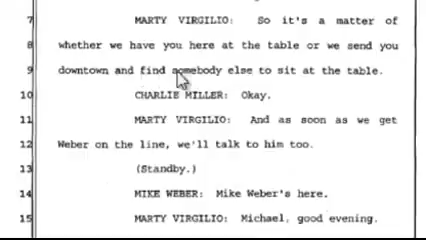 7 MARTY VIRGILIO: So it's a matter of
8 whether we have you here at the table or we send you
9 downtown and find somebody else to sit at the table.
10 CHARLIE MILLER: Okay.
11 MARTY VIRGILIO: And as soon as we get
12 Weber on the line, we'll talk to him too.
13 (Standby.)
14 MIKE WEBER: Mike Weber's here.
15 MARTY VIRGILIO: Michael, good evening.